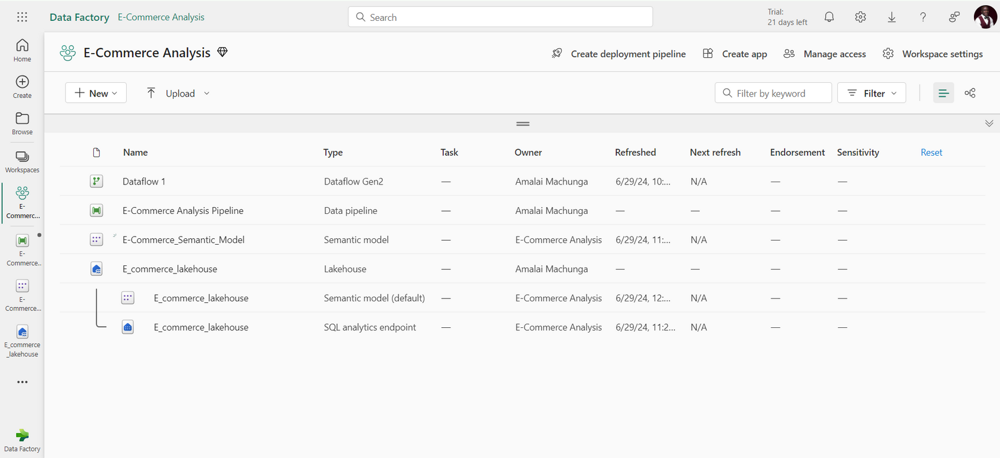 Data Factory E-Commerce Analysis Search Trial:
21 days left
Home
Create
Browse
Workspaces
E-
Commerc...
E-
Commerce...
E-
Commerce...
E_commerce
_lakehouse
Data Factory
E-Commerce Analysis Create deployment pipeline Create app Manage access Workspace settings
New Upload Filter by keyword Filter
Name Type Task Owner Refreshed Next refresh Endorsement Sensitivity Reset
Dataflow 1 Dataflow Gen2 — Amalai Machunga 6/29/24, 10:... N/A — —
E-Commerce Analysis Pipeline Data pipeline — Amalai Machunga — — — —
E-Commerce_Semantic_Model Semantic model — E-Commerce Analysis 6/29/24, 11:... N/A — —
E_commerce_lakehouse Lakehouse — Amalai Machunga — — — —
E_commerce_lakehouse Semantic model (default) — E-Commerce Analysis 6/29/24, 12:... N/A — —
E_commerce_lakehouse SQL analytics endpoint — E-Commerce Analysis 6/29/24, 11:2... N/A — —